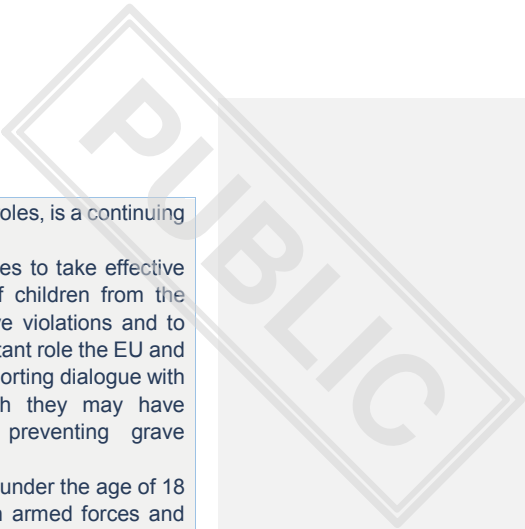 PUBLIC
oles, is a continuing
es to take effective
f children from the
e violations and to
tant role the EU and
orting dialogue with
h they may have
preventing grave
under the age of 18
armed forces and